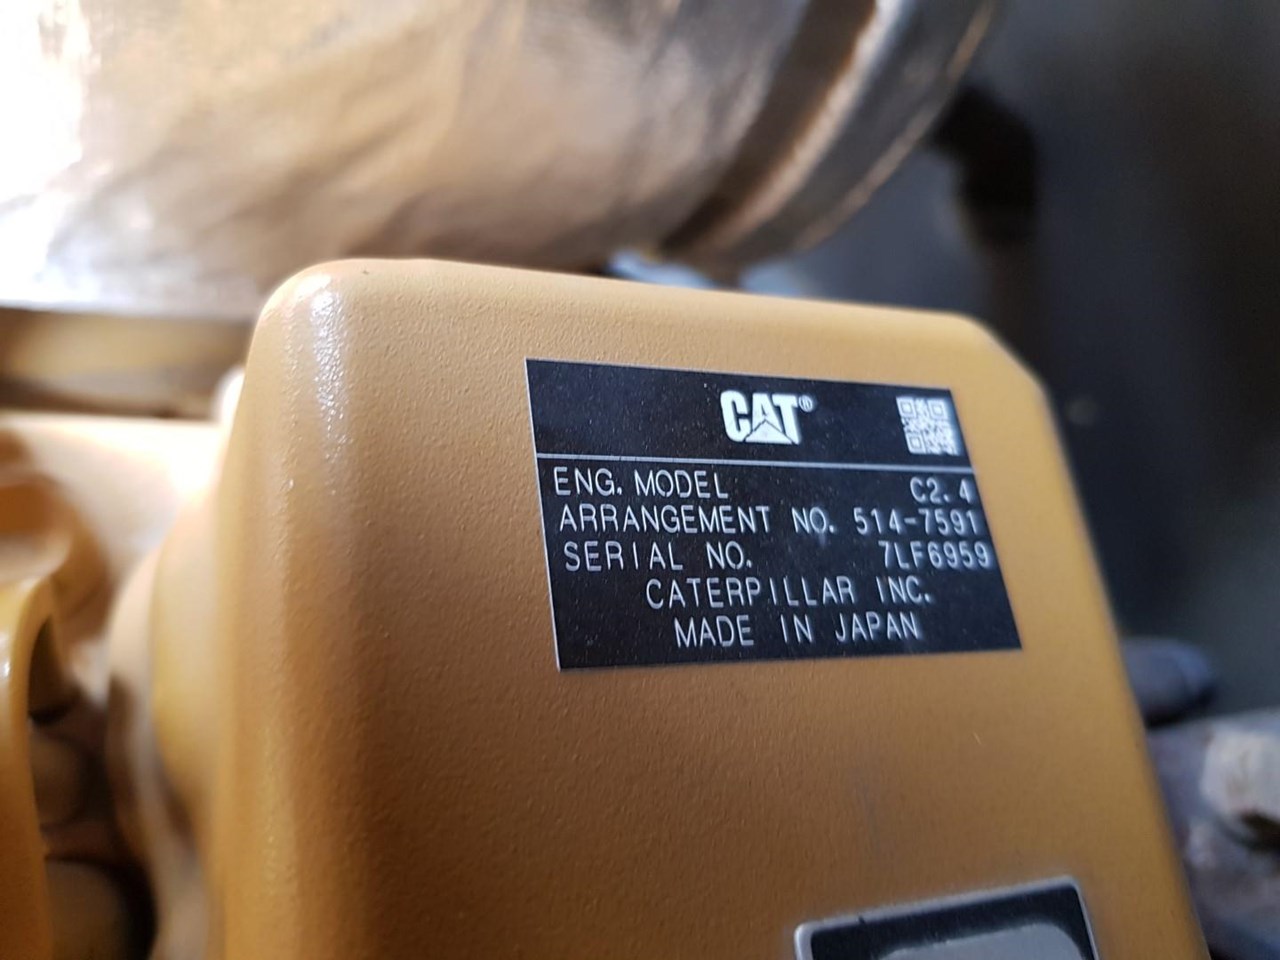 CAT®
ENG. MODEL C2.4
ARRANGEMENT NO. 514-7591
SERIAL NO. 7LF6959
CATERPILLAR INC.
MADE IN JAPAN